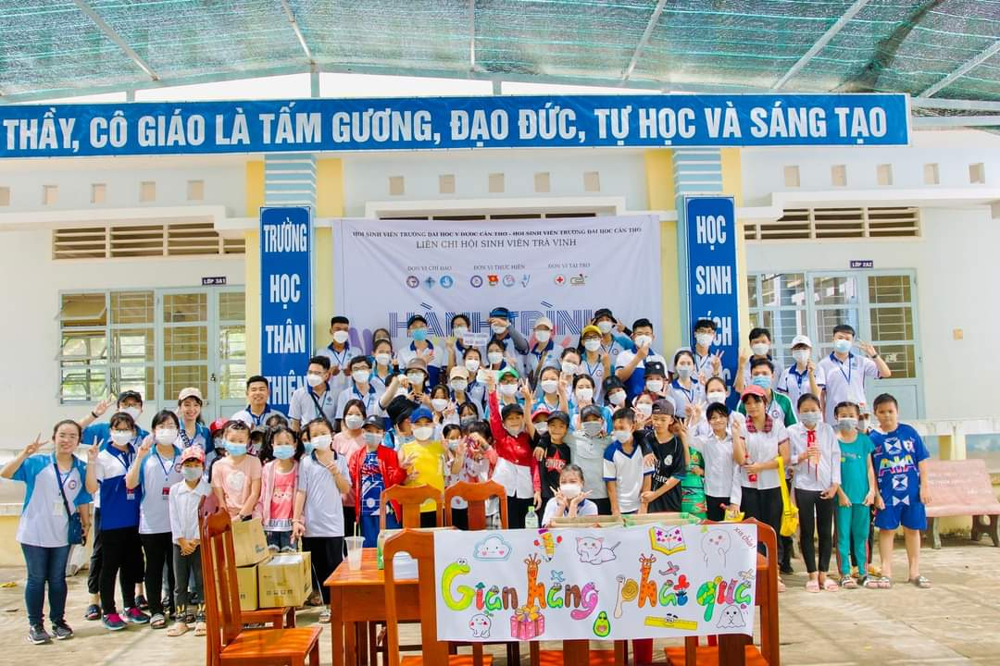 THẦY, CÔ GIÁO LÀ TẤM GƯƠNG, ĐẠO ĐỨC, TỰ HỌC VÀ SÁNG TẠO
TRƯỜNG
HỌC
THÂN
THIỆN
HỘI SINH VIÊN TRƯỜNG ĐẠI HỌC Y DƯỢC CẦN THƠ - HỘI SINH VIÊN TRƯỜNG ĐẠI HỌC CẦN THƠ
LIÊN CHI HỘI SINH VIÊN TRÀ VINH
ĐƠN VỊ CHỈ ĐẠO
ĐƠN VỊ THỰC HIỆN
ĐƠN VỊ TÀI TRỢ
HÀNH TRÌNH
HỌC
SINH
TÍCH
LỚP 3A1
LỚP 2A2
Gian hàng phát quà